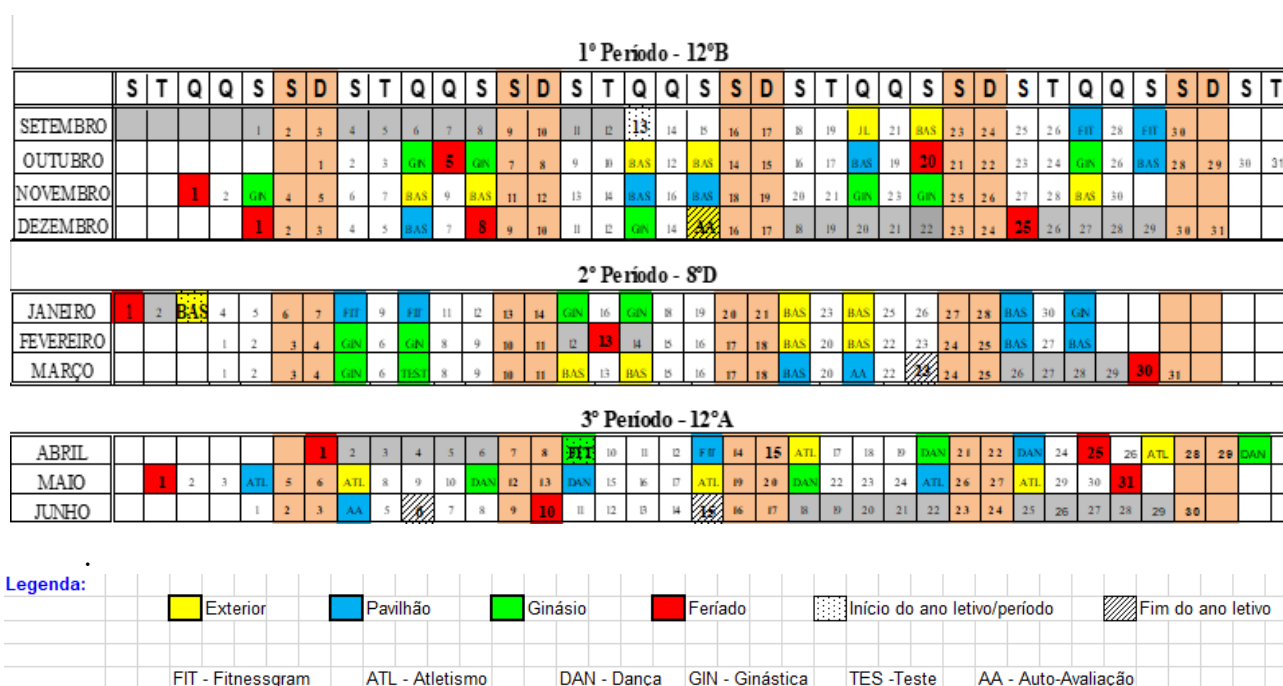 1º Período - 12ºB
S T Q Q S S D S T Q Q S S D S T Q Q S S D S T Q Q S S D S T Q Q S S D S T
SETEMBRO 1 2 3 4 5 6 7 8 9 10 11 12 13 14 15 16 17 18 19 JL 21 BAS 23 24 25 26 FIT 28 FIT 30
OUTUBRO 1 2 3 GIN 5 GIN 7 8 9 10 BAS 12 BAS 14 15 16 17 BAS 19 20 21 22 23 24 GIN 26 BAS 28 29 30 31
NOVEMBRO 1 2 GIN 4 5 6 7 BAS 9 BAS 11 12 13 14 BAS 16 BAS 18 19 20 21 GIN 23 GIN 25 26 27 28 BAS 30
DEZEMBRO 1 2 3 4 5 BAS 7 8 9 10 11 12 GIN 14 AA 16 17 18 19 20 21 22 23 24 25 26 27 28 29 30 31
2º Período - 8ºD
JANEIRO 1 2 BAS 4 5 6 7 FIT 9 FIT 11 12 13 14 GIN 16 GIN 18 19 20 21 BAS 23 BAS 25 26 27 28 BAS 30 GIN
FEVEREIRO 1 2 3 4 GIN 6 GIN 8 9 10 11 12 13 14 15 16 17 18 BAS 20 BAS 22 23 24 25 BAS 27 BAS
MARÇO 1 2 3 4 GIN 6 TEST 8 9 10 11 BAS 13 BAS 15 16 17 18 BAS 20 AA 22 23 24 25 26 27 28 29 30 31
3º Período - 12ºA
ABRIL 1 2 3 4 5 6 7 8 FIT 10 11 12 FIT 14 15 ATL 17 18 19 DAN 21 22 DAN 24 25 26 ATL 28 29 DAN
MAIO 1 2 3 ATL 5 6 ATL 8 9 10 DAN 12 13 DAN 15 16 17 ATL 19 20 DAN 22 23 24 ATL 26 27 ATL 29 30 31
JUNHO 1 2 3 AA 5 6 7 8 9 10 11 12 13 14 15 16 17 18 19 20 21 22 23 24 25 26 27 28 29 30
.
Legenda:
Exterior Pavilhão Ginásio Feríado Início do ano letivo/período Fim do ano letivo
FIT - Fitnessgram ATL - Atletismo DAN - Dança GIN - Ginástica TES -Teste AA - Auto-Avaliação